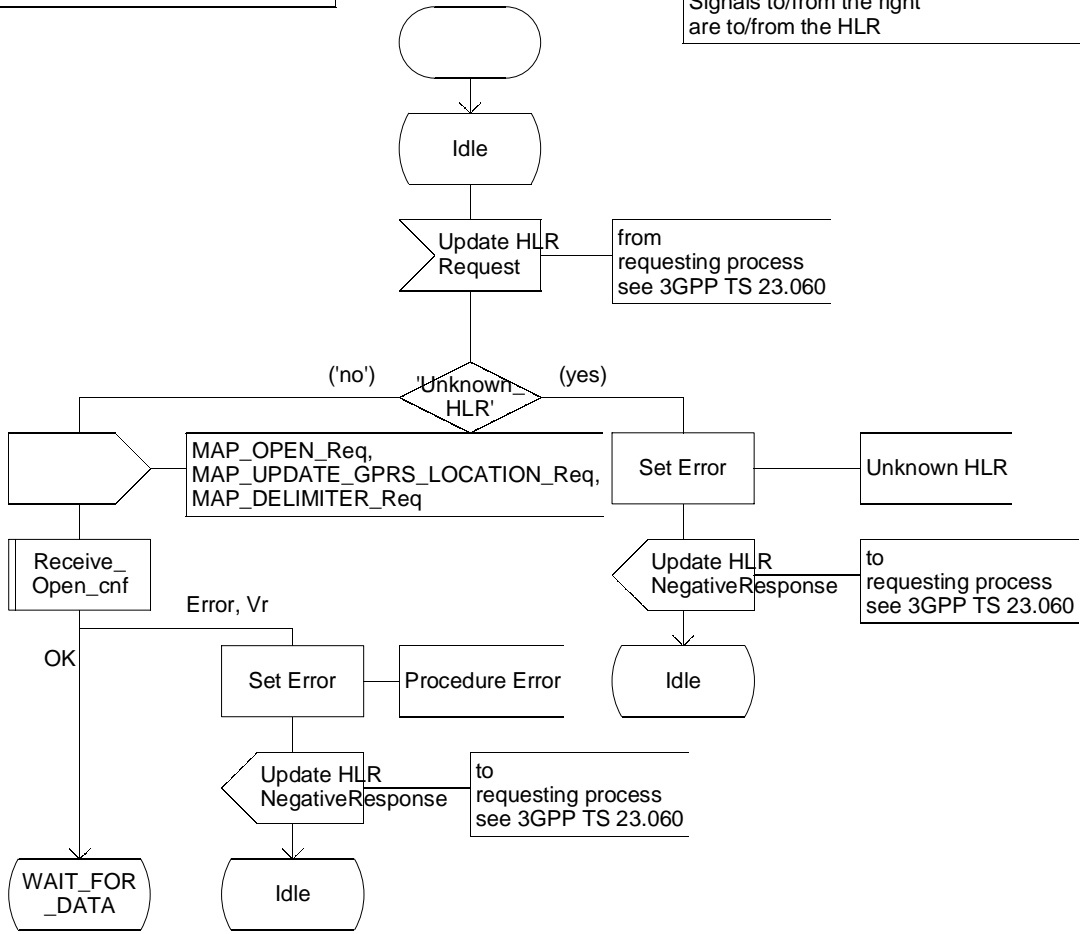 Signals to/from the right
are to/from the HLR
Idle
Update HLR
Request
from
requesting process
see 3GPP TS 23.060
('no')
'Unknown_
HLR'
(yes)
MAP_OPEN_Req,
MAP_UPDATE_GPRS_LOCATION_Req,
MAP_DELIMITER_Req
Set Error
Unknown HLR
Receive_
Open_cnf
Update HLR
NegativeResponse
to
requesting process
see 3GPP TS 23.060
Error, Vr
OK
Set Error
Procedure Error
Idle
Update HLR
NegativeResponse
to
requesting process
see 3GPP TS 23.060
WAIT_FOR
_DATA
Idle